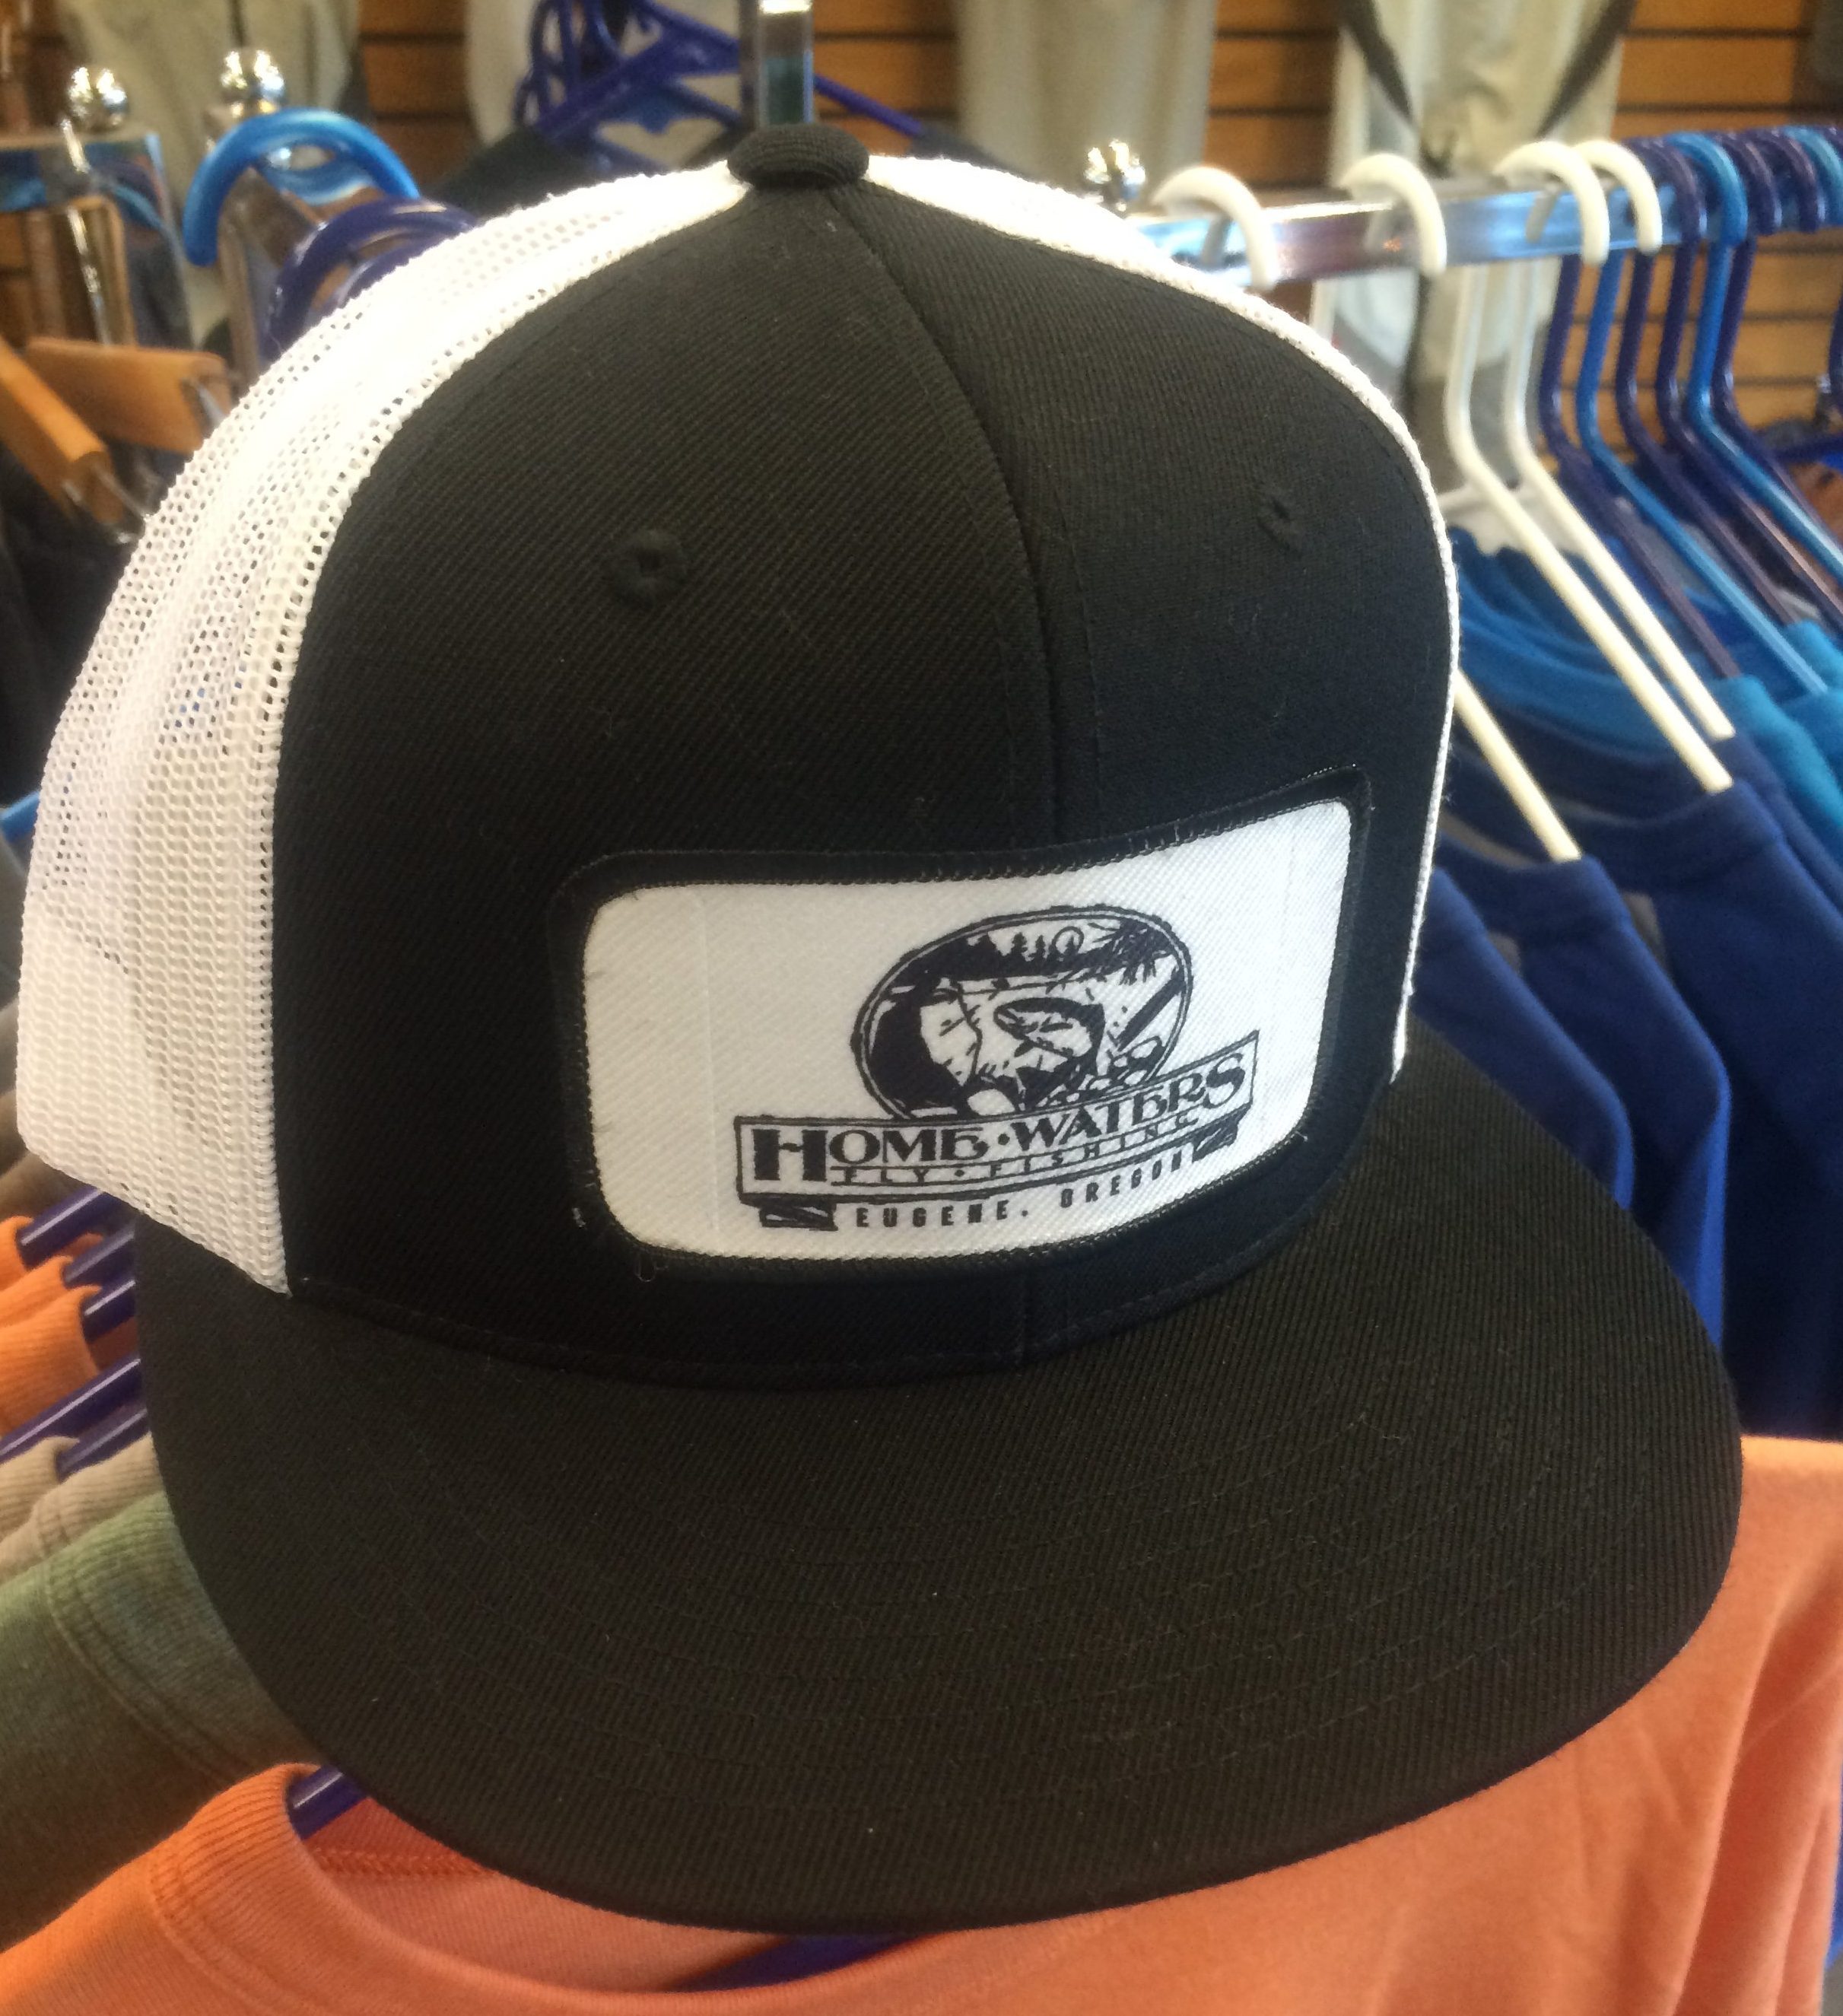 HOME·WATERS
FLY·FISHING
EUGENE, OREGON